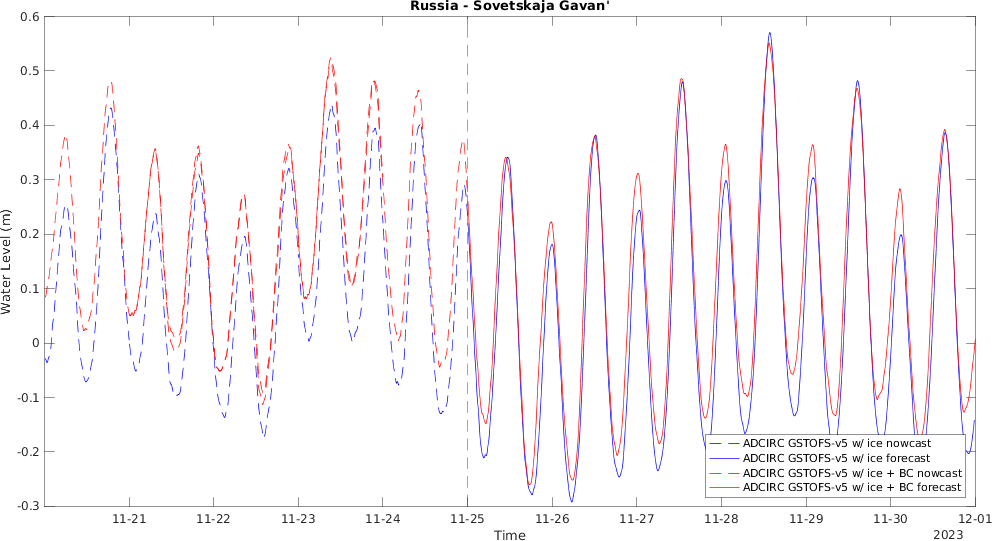 Russia - Sovetskaja Gavan'
Water Level (m)
0.6
0.5
0.4
0.3
0.2
0.1
0
-0.1
-0.2
-0.3
ADCIRC GSTOFS-v5 w/ ice nowcast
ADCIRC GSTOFS-v5 w/ ice forecast
ADCIRC GSTOFS-v5 w/ ice + BC nowcast
ADCIRC GSTOFS-v5 w/ ice + BC forecast
11-21 11-22 11-23 11-24 11-25 11-26 11-27 11-28 11-29 11-30 12-01
Time
2023